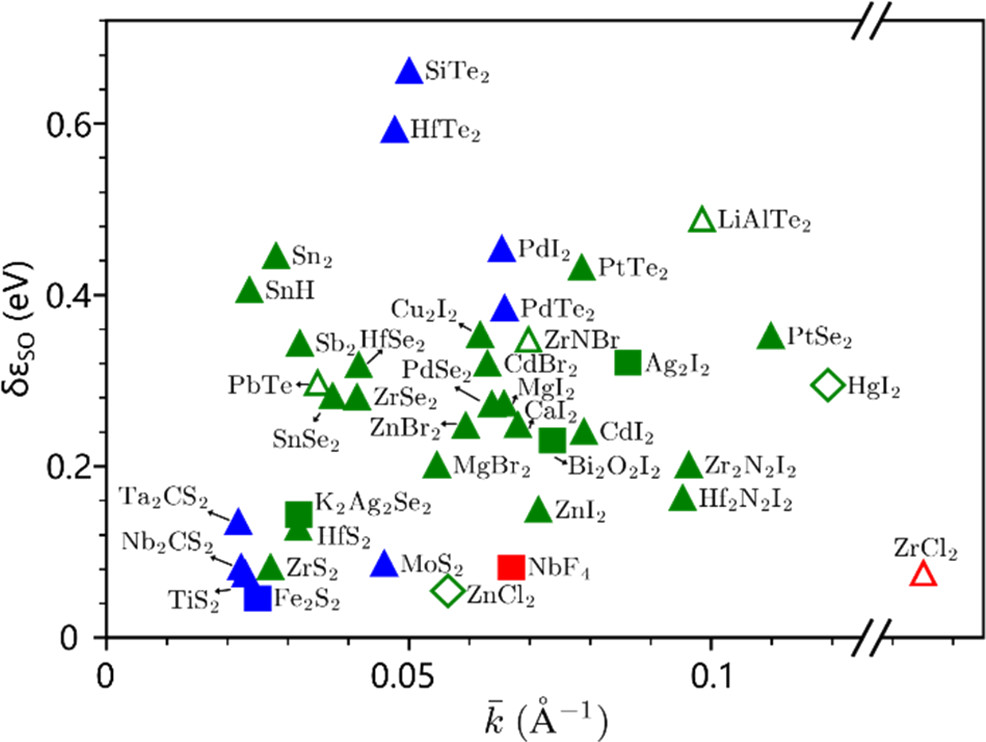 SiTe₂
0.6
HfTe₂
LiAlTe₂
Sn₂
PdI₂
PtTe₂
SnH
0.4
Cu₂I₂
PdTe₂
Sb₂
HfSe₂
ZrNBr
PtSe₂
PdSe₂
CdBr₂
Ag₂I₂
PbTe
HgI₂
ZrSe₂
MgI₂
CaI₂
SnSe₂
ZnBr₂
CdI₂
0.2
MgBr₂
Bi₂O₂I₂
Zr₂N₂I₂
Ta₂CS₂
K₂Ag₂Se₂
Hf₂N₂I₂
ZnI₂
Nb₂CS₂
HfS₂
ZrCl₂
ZrS₂
MoS₂
NbF₄
TiS₂
Fe₂S₂
ZnCl₂
0
0
0.05
0.1
k̄ (Å⁻¹)
δε_SO (eV)